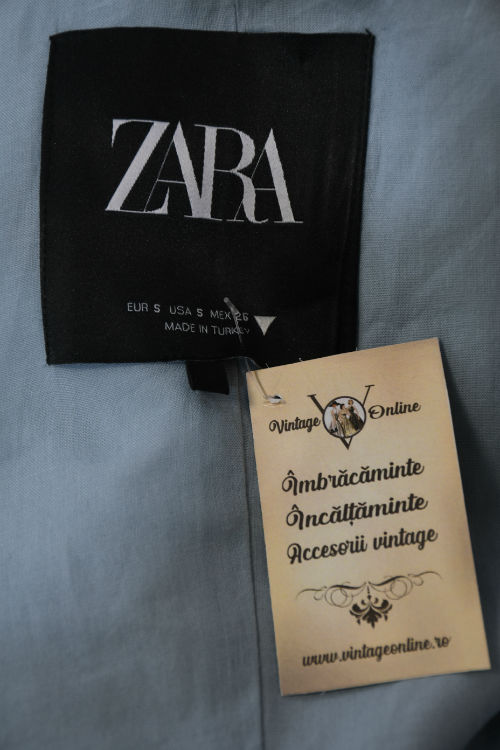 ZARA
EUR S USA S MEX 26
MADE IN TURKEY
Vintage Online
Îmbrăcăminte
Încălțăminte
Accesorii vintage
www.vintageonline.ro